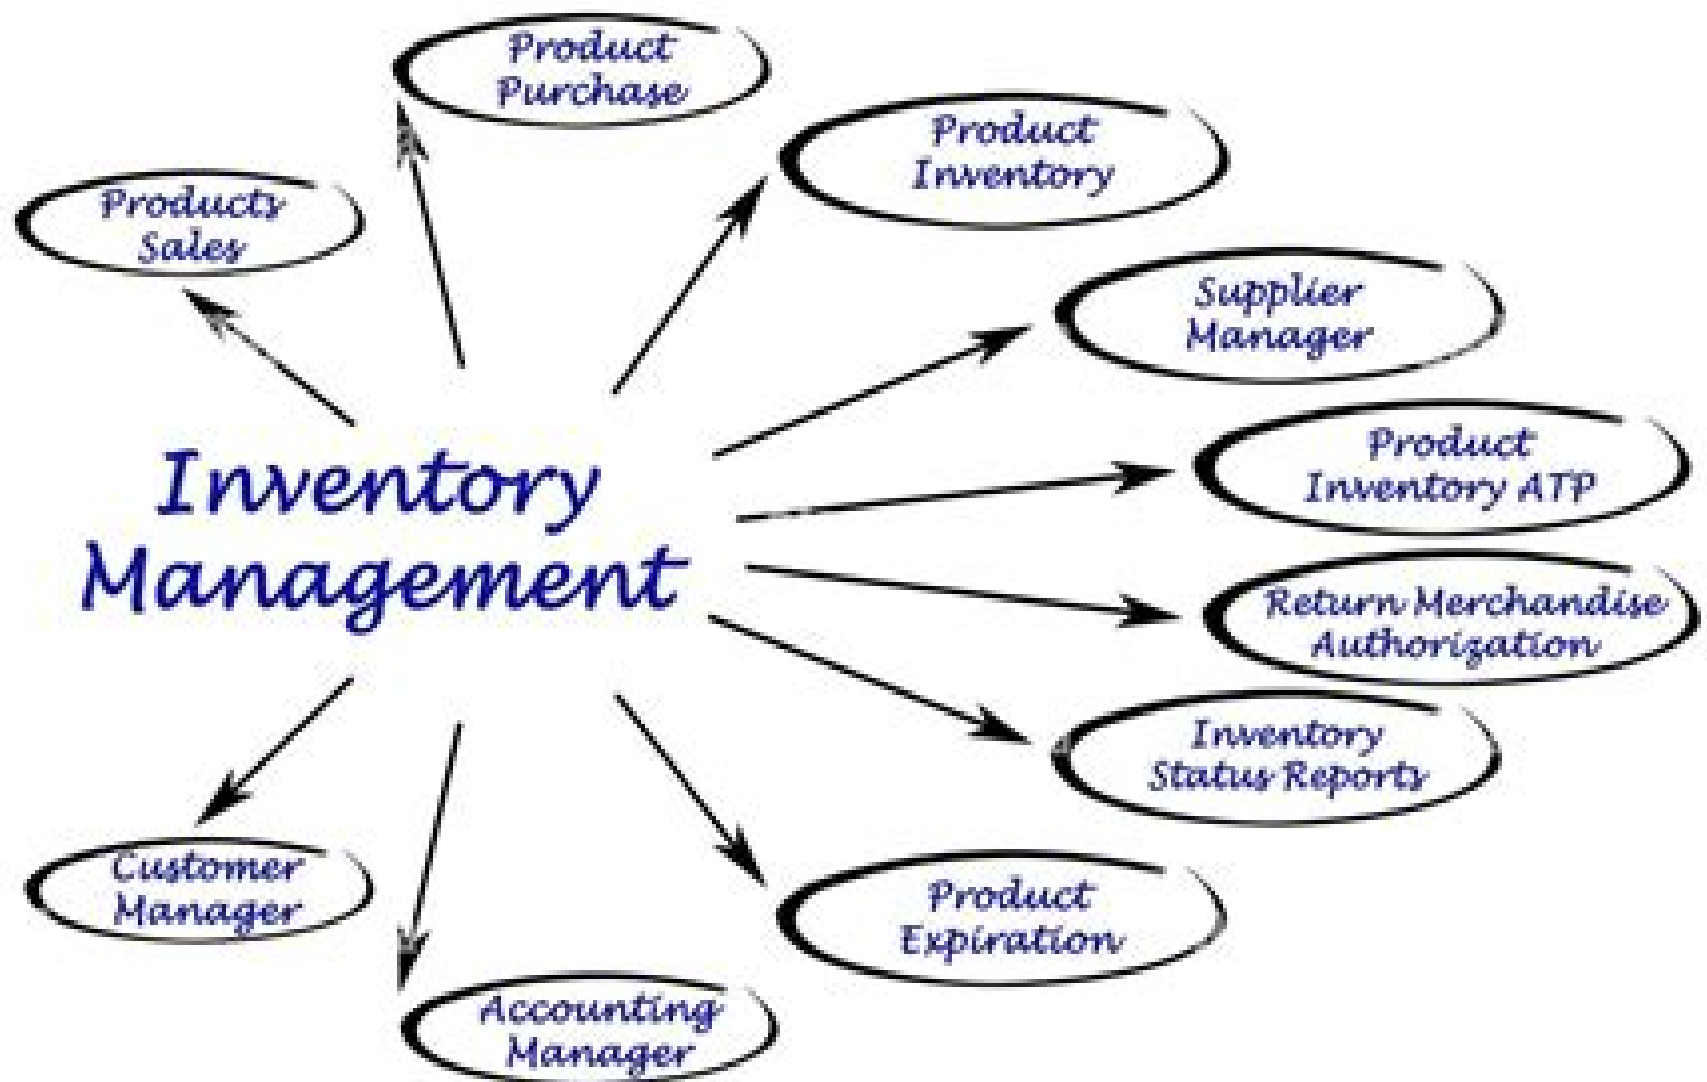 Product
Purchase
Product
Inventory
Products
Sales
Supplier
Manager
Product
Inventory ATP
Inventory
Management
Return Merchandise
Authorization
Inventory
Status Reports
Customer
Manager
Product
Expiration
Accounting
Manager